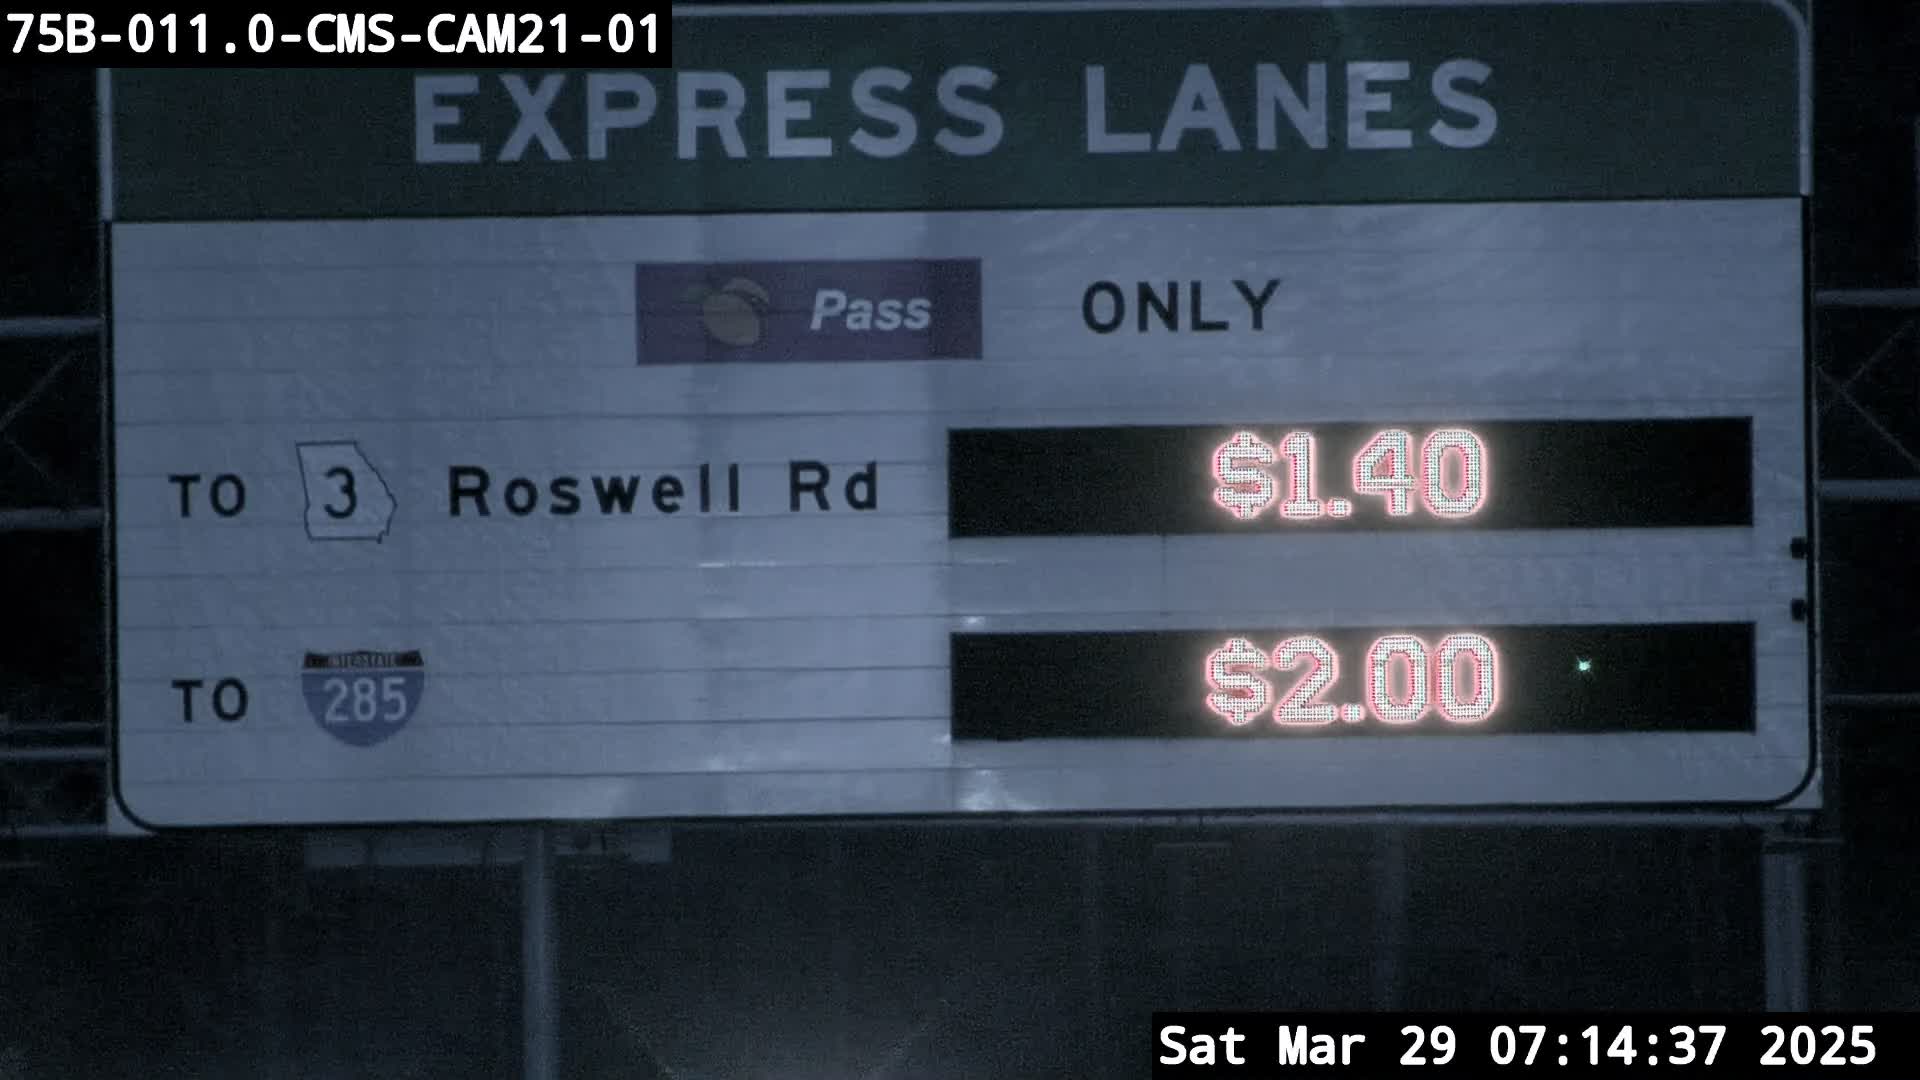 75B-011.0-CMS-CAM21-01
EXPRESS LANES
Pass ONLY
TO 3 Roswell Rd $1.40
INTERSTATE
TO 285 $2.00
Sat Mar 29 07:14:37 2025